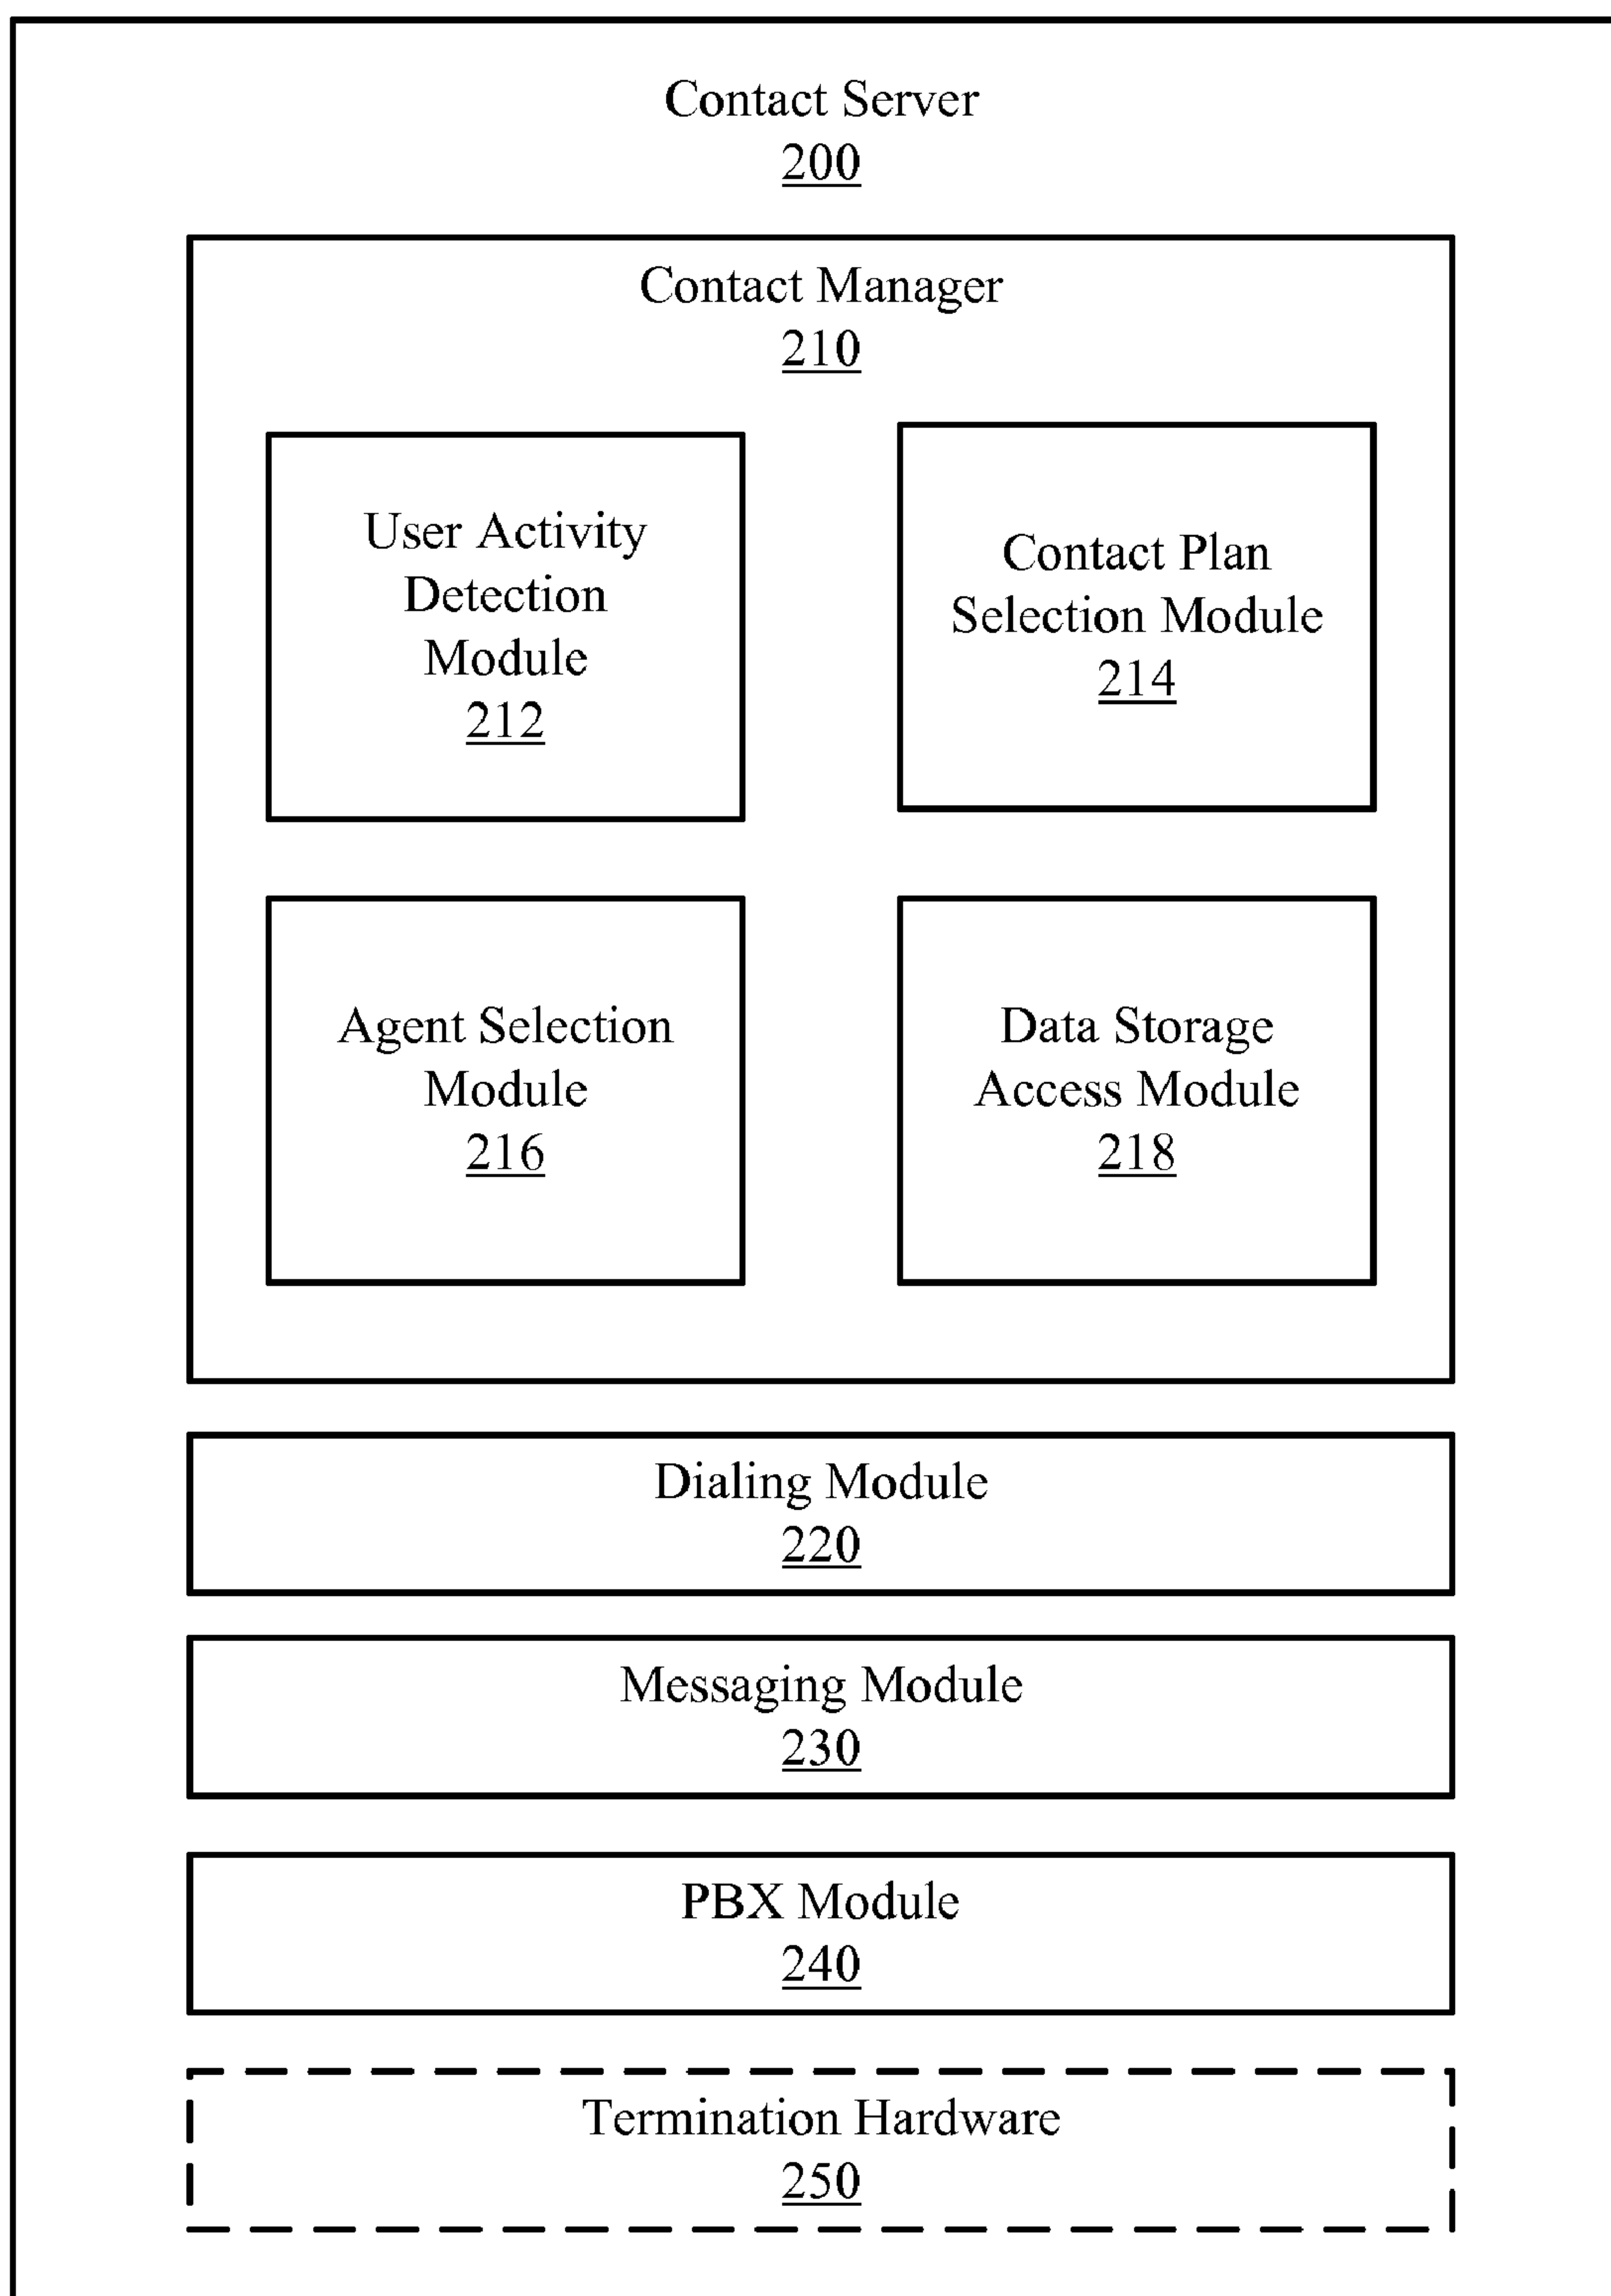 Contact Server
200
Contact Manager
210
User Activity
Detection
Module
212
Contact Plan
Selection Module
214
Agent Selection
Module
216
Data Storage
Access Module
218
Dialing Module
220
Messaging Module
230
PBX Module
240
Termination Hardware
250